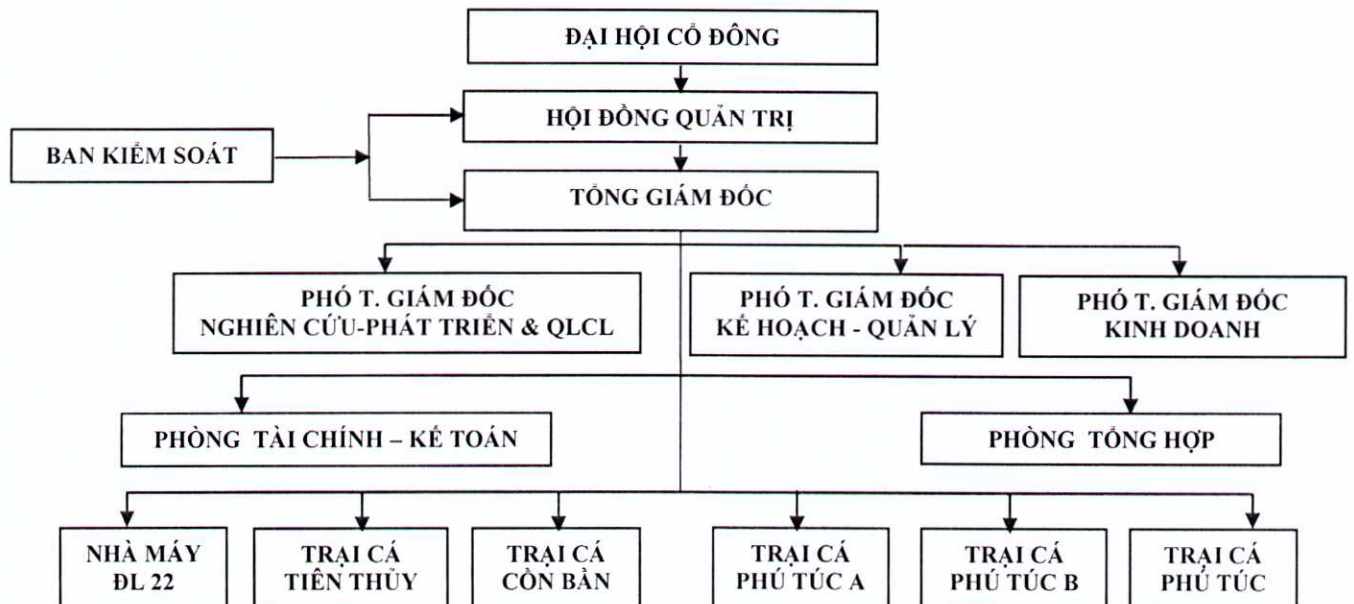 ĐẠI HỘI CỔ ĐÔNG
HỘI ĐỒNG QUẢN TRỊ
BAN KIỂM SOÁT
TỔNG GIÁM ĐỐC
PHÓ T. GIÁM ĐỐC
NGHIÊN CỨU-PHÁT TRIỂN & QLCL
PHÓ T. GIÁM ĐỐC
KẾ HOẠCH - QUẢN LÝ
PHÓ T. GIÁM ĐỐC
KINH DOANH
PHÒNG TÀI CHÍNH – KẾ TOÁN
PHÒNG TỔNG HỢP
NHÀ MÁY
ĐL 22
TRẠI CÁ
TIÊN THỦY
TRẠI CÁ
CỒN BẦN
TRẠI CÁ
PHÚ TÚC A
TRẠI CÁ
PHÚ TÚC B
TRẠI CÁ
PHÚ TÚC